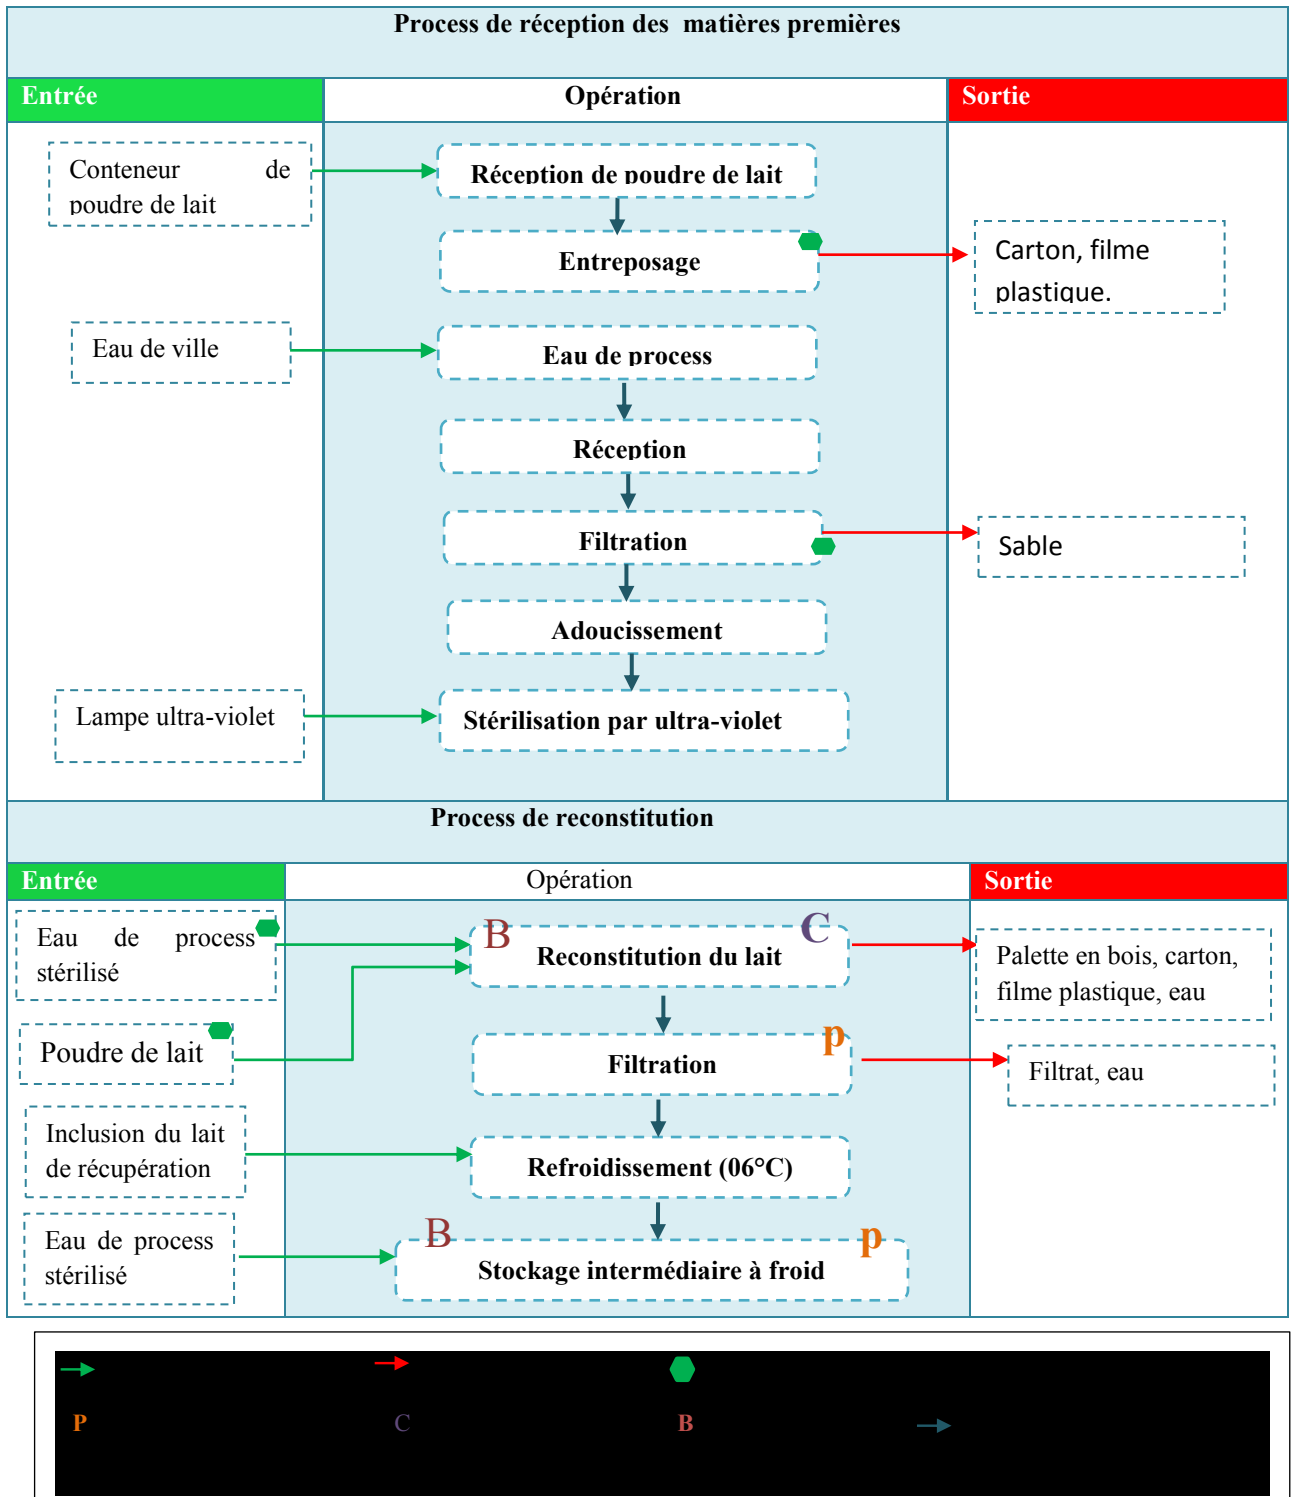 Process de réception des matières premières
Entrée
Opération
Sortie
Conteneur de
poudre de lait
Réception de poudre de lait
Entreposage
Carton, filme
plastique.
Eau de ville
Eau de process
Réception
Filtration
Sable
Adoucissement
Lampe ultra-violet
Stérilisation par ultra-violet
Process de reconstitution
Entrée
Opération
Sortie
Eau de process
stérilisé
B
C
Reconstitution du lait
Palette en bois, carton,
filme plastique, eau
Poudre de lait
p
Filtration
Filtrat, eau
Inclusion du lait
de récupération
Refroidissement (06°C)
Eau de process
stérilisé
B
p
Stockage intermédiaire à froid
P
C
B